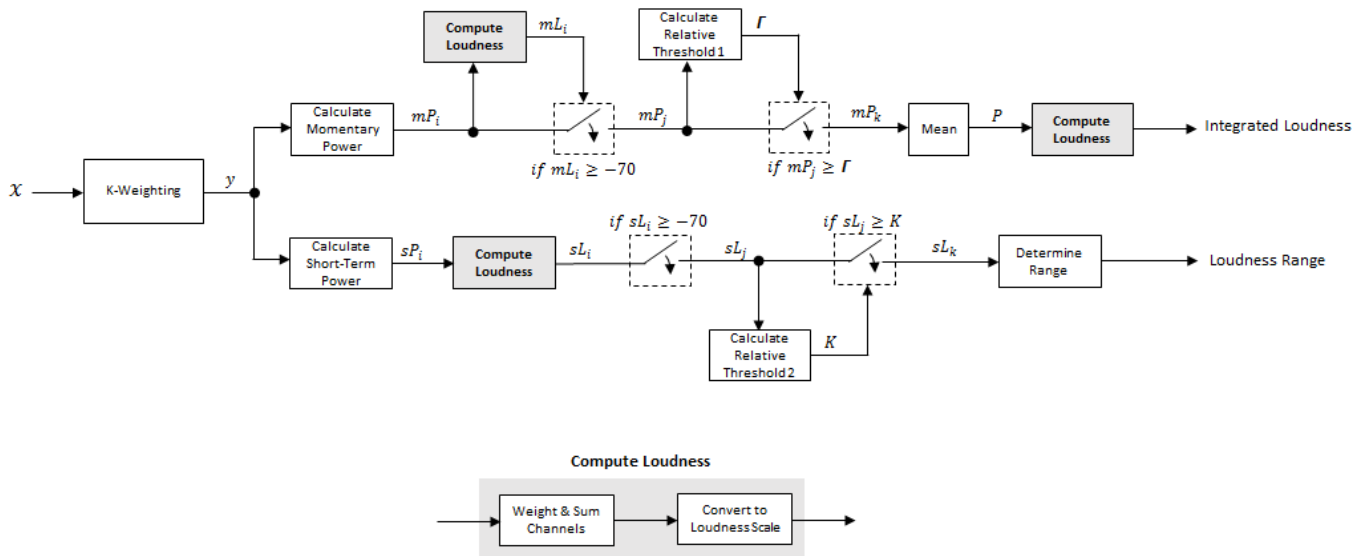 Compute
Loudness
mL_i
Calculate
Relative
Threshold 1
Γ
Calculate
Momentary
Power
mP_i
mP_j
mP_k
Mean
P
Compute
Loudness
Integrated Loudness
if mL_i ≥ −70
if mP_j ≥ Γ
x
K-Weighting
y
if sL_i ≥ −70
if sL_j ≥ K
Calculate
Short-Term
Power
sP_i
Compute
Loudness
sL_i
sL_j
sL_k
Determine
Range
Loudness Range
Calculate
Relative
Threshold 2
K
Compute Loudness
Weight & Sum
Channels
Convert to
Loudness Scale